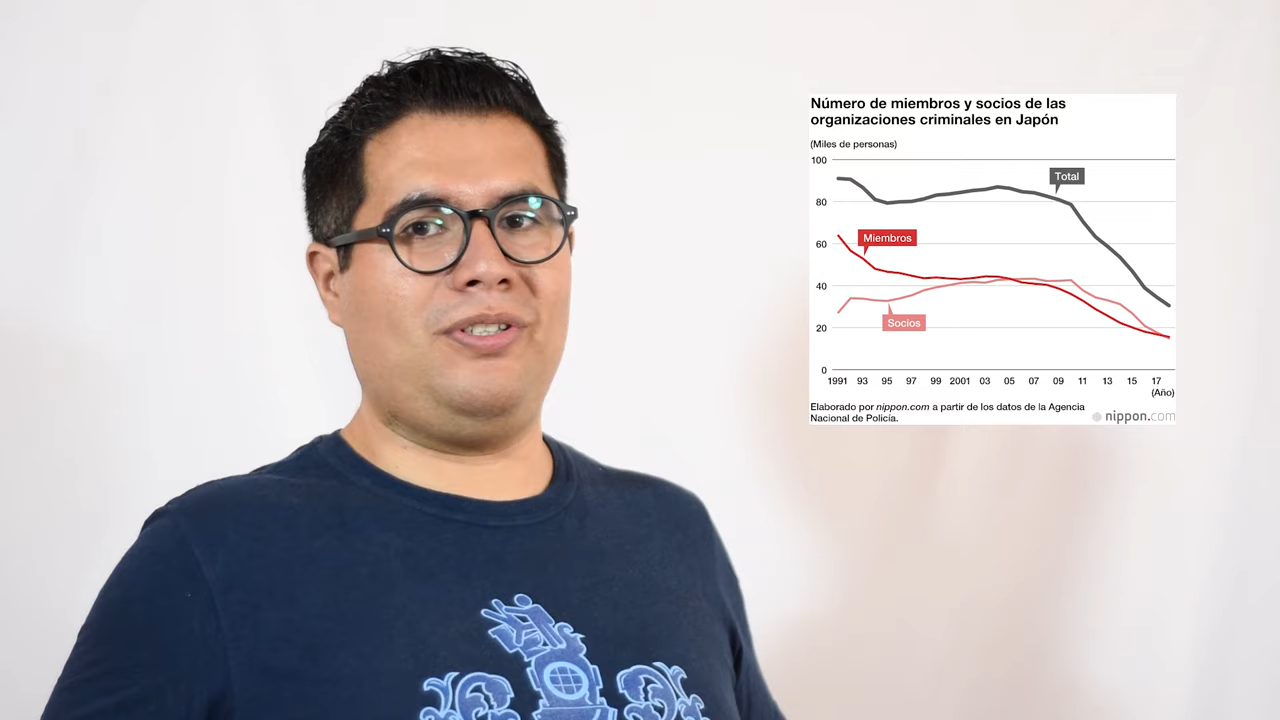 Número de miembros y socios de las
organizaciones criminales en Japón
(Miles de personas)
100
Total
80
60
Miembros
40
Socios
20
0
1991 93 95 97 99 2001 03 05 07 09 11 13 15 17
(Año)
Elaborado por nippon.com a partir de los datos de la Agencia
Nacional de Policía.
nippon.com